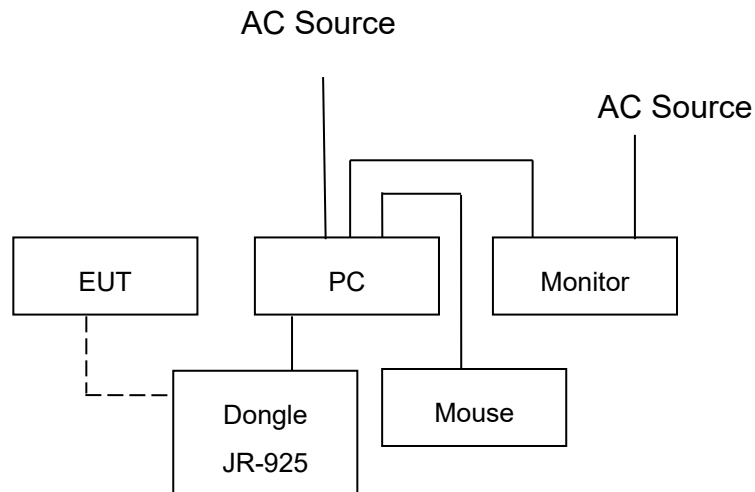 AC Source
AC Source
EUT
PC
Monitor
Dongle
JR-925
Mouse